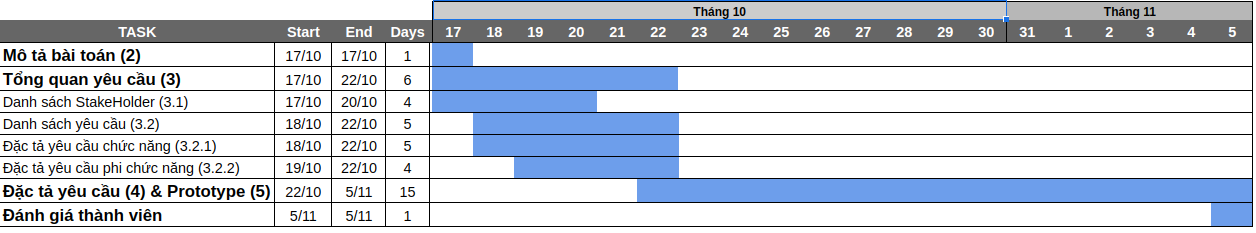 Tháng 10 Tháng 11
TASK Start End Days 17 18 19 20 21 22 23 24 25 26 27 28 29 30 31 1 2 3 4 5
Mô tả bài toán (2) 17/10 17/10 1
Tổng quan yêu cầu (3) 17/10 22/10 6
Danh sách StakeHolder (3.1) 17/10 20/10 4
Danh sách yêu cầu (3.2) 18/10 22/10 5
Đặc tả yêu cầu chức năng (3.2.1) 18/10 22/10 5
Đặc tả yêu cầu phi chức năng (3.2.2) 19/10 22/10 4
Đặc tả yêu cầu (4) & Prototype (5) 22/10 5/11 15
Đánh giá thành viên 5/11 5/11 1